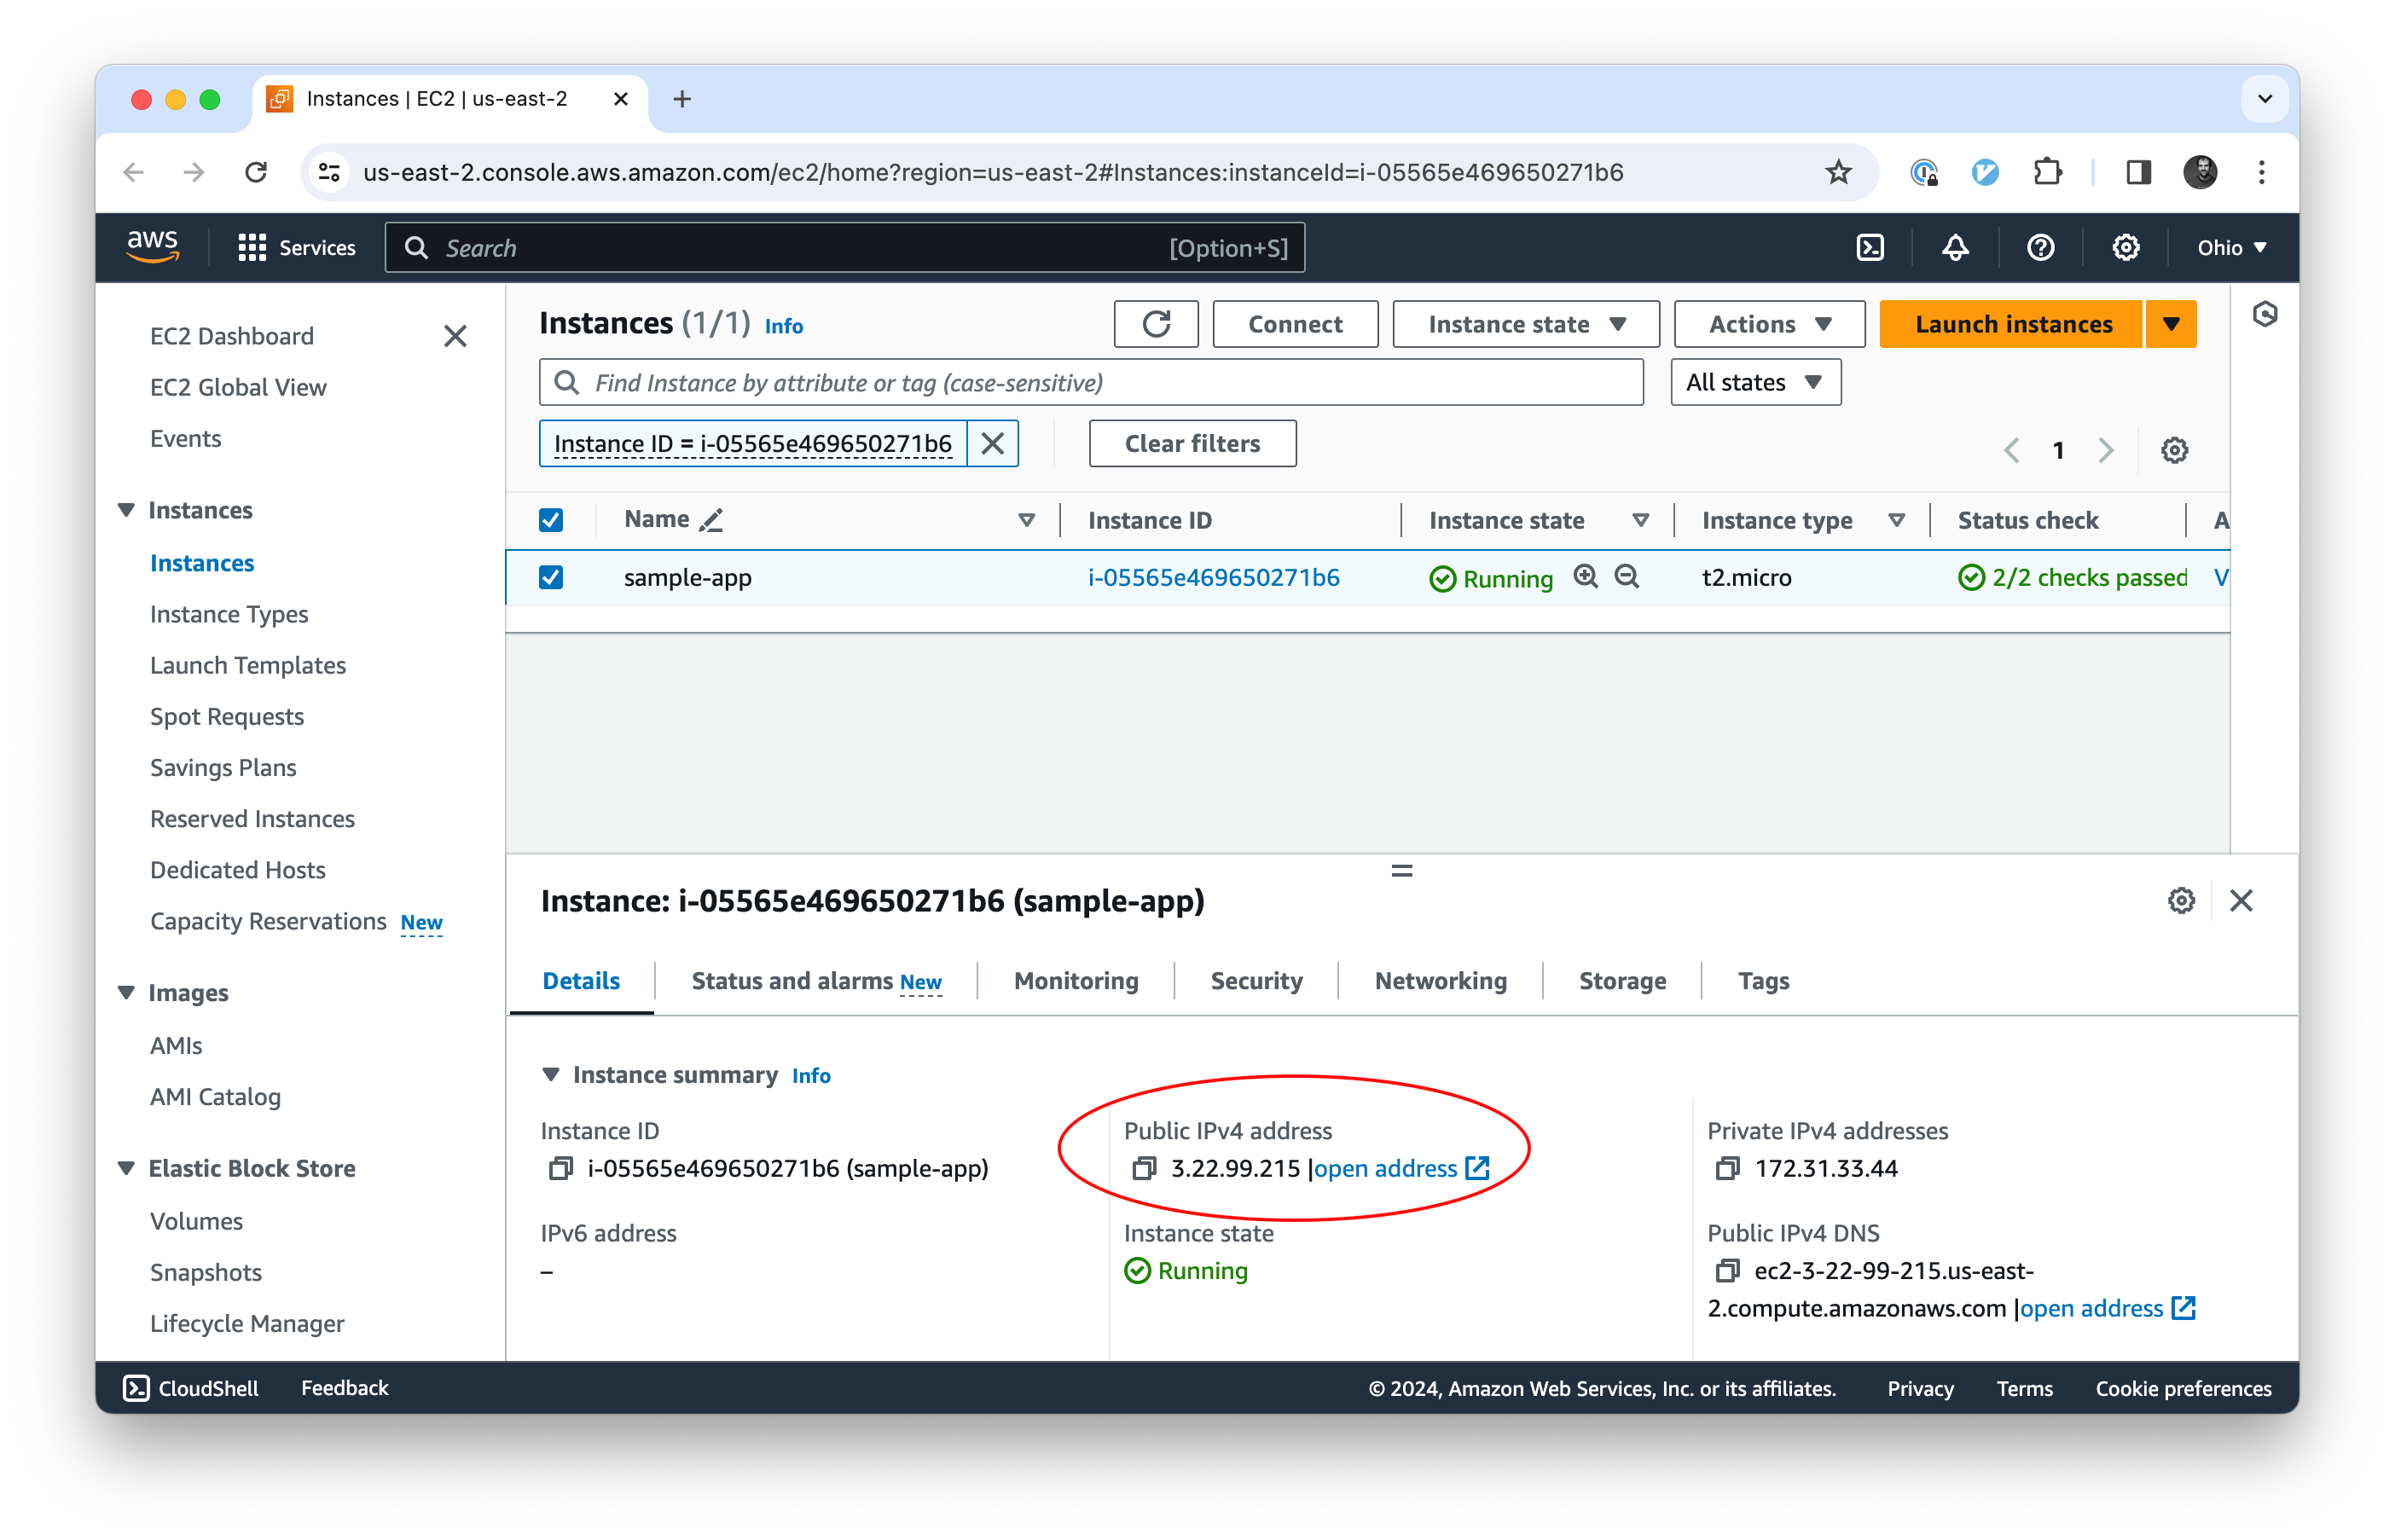 Instances | EC2 | us-east-2
us-east-2.console.aws.amazon.com/ec2/home?region=us-east-2#Instances:instanceId=i-05565e469650271b6
aws
Services
Search
[Option+S]
Ohio
EC2 Dashboard
EC2 Global View
Events
Instances
Instances
Instance Types
Launch Templates
Spot Requests
Savings Plans
Reserved Instances
Dedicated Hosts
Capacity Reservations New
Images
AMIs
AMI Catalog
Elastic Block Store
Volumes
Snapshots
Lifecycle Manager
Instances (1/1) Info
Connect
Instance state
Actions
Launch instances
Find Instance by attribute or tag (case-sensitive)
All states
Instance ID = i-05565e469650271b6
Clear filters
1
Name
Instance ID
Instance state
Instance type
Status check
A
sample-app
i-05565e469650271b6
Running
t2.micro
2/2 checks passed
V
Instance: i-05565e469650271b6 (sample-app)
Details
Status and alarms New
Monitoring
Security
Networking
Storage
Tags
Instance summary Info
Instance ID
i-05565e469650271b6 (sample-app)
Public IPv4 address
3.22.99.215 |open address
Private IPv4 addresses
172.31.33.44
IPv6 address
–
Instance state
Running
Public IPv4 DNS
ec2-3-22-99-215.us-east-
2.compute.amazonaws.com |open address
CloudShell
Feedback
© 2024, Amazon Web Services, Inc. or its affiliates.
Privacy
Terms
Cookie preferences